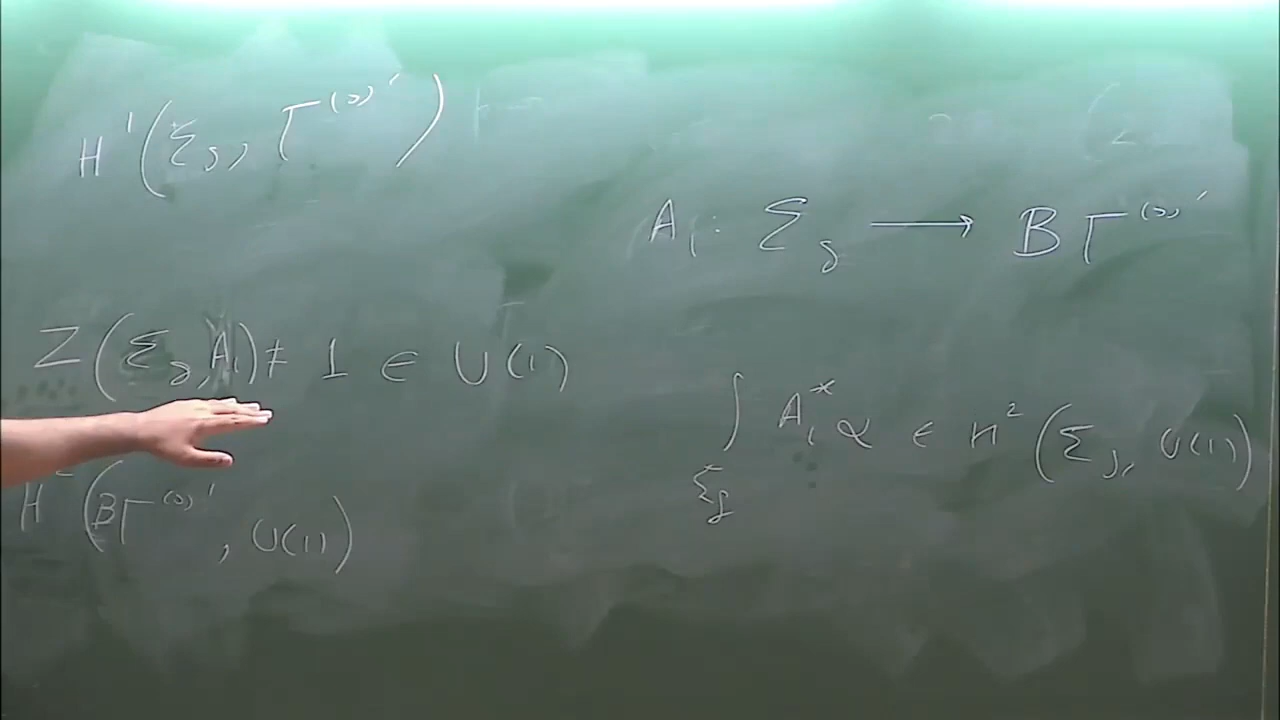 H¹(Σ_g, Γ⁽⁰⁾′)
A₁: Σ_g ⟶ BΓ⁽⁰⁾′
Z(Σ_g, A₁) ≠ 1 ∈ U(1)
∫_{Σ_g} A₁* α ∈ H²(Σ_g, U(1))
H²(BΓ⁽⁰⁾′, U(1))